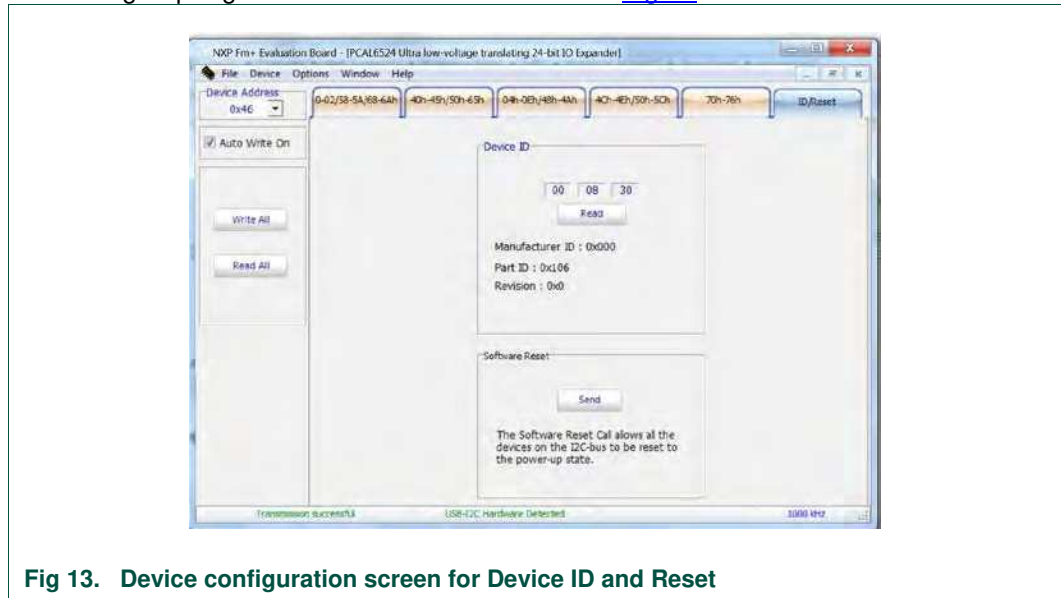 NXP Fm+ Evaluation Board - [PCAL6524 Ultra low-voltage translating 24-bit IO Expander]
File Device Options Window Help
Device Address
0x46
0-02/58-5A/68-6Ah
40h-45h/50h-65h
04h-0Eh/48h-4Ah
4Ch-4Eh/50h-5Ch
70h-76h
ID/Reset
Auto Write On
Write All
Read All
Device ID
00 08 30
Read
Manufacturer ID : 0x000
Part ID : 0x106
Revision : 0x0
Software Reset
Send
The Software Reset Cal alows al the
devices on the I2C-bus to be reset to
the power-up state.
Transmission successful
USB-I2C Hardware Detected
1000 kHz
Fig 13. Device configuration screen for Device ID and Reset